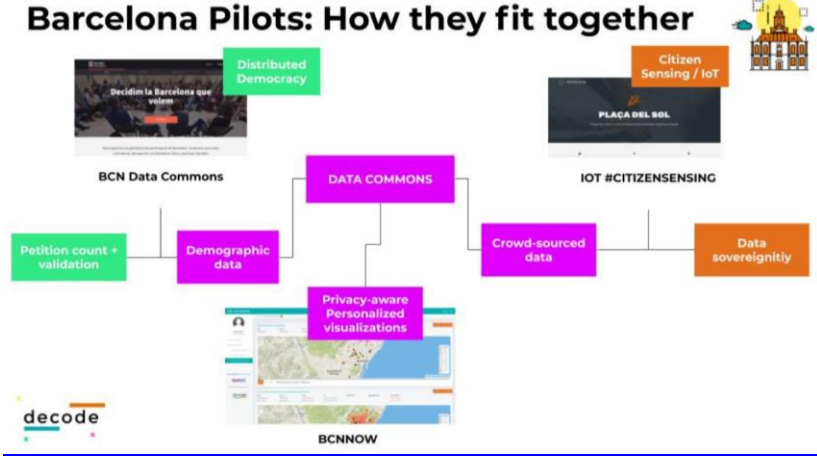 Barcelona Pilots: How they fit together
Distributed
Democracy
Decidim la Barcelona que
volem
BCN Data Commons
Citizen
Sensing / IoT
PLAÇA DEL SOL
IOT #CITIZENSENSING
DATA COMMONS
Petition count +
validation
Demographic
data
Crowd-sourced
data
Data
sovereignitiy
Privacy-aware
Personalized
visualizations
decode
BCNNOW